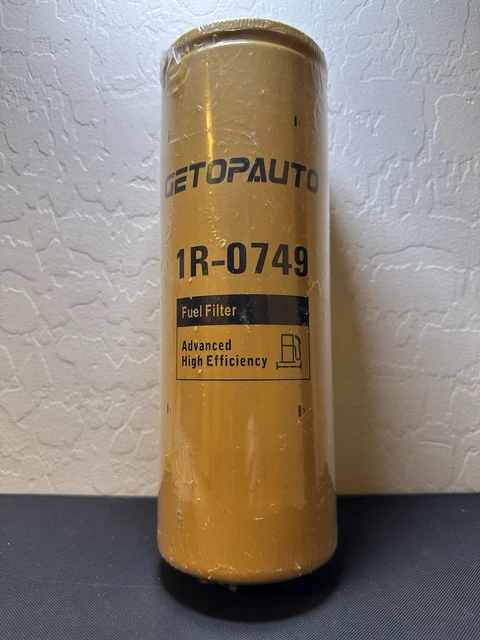 GETOPAUTO
1R-0749
Fuel Filter
Advanced
High Efficiency